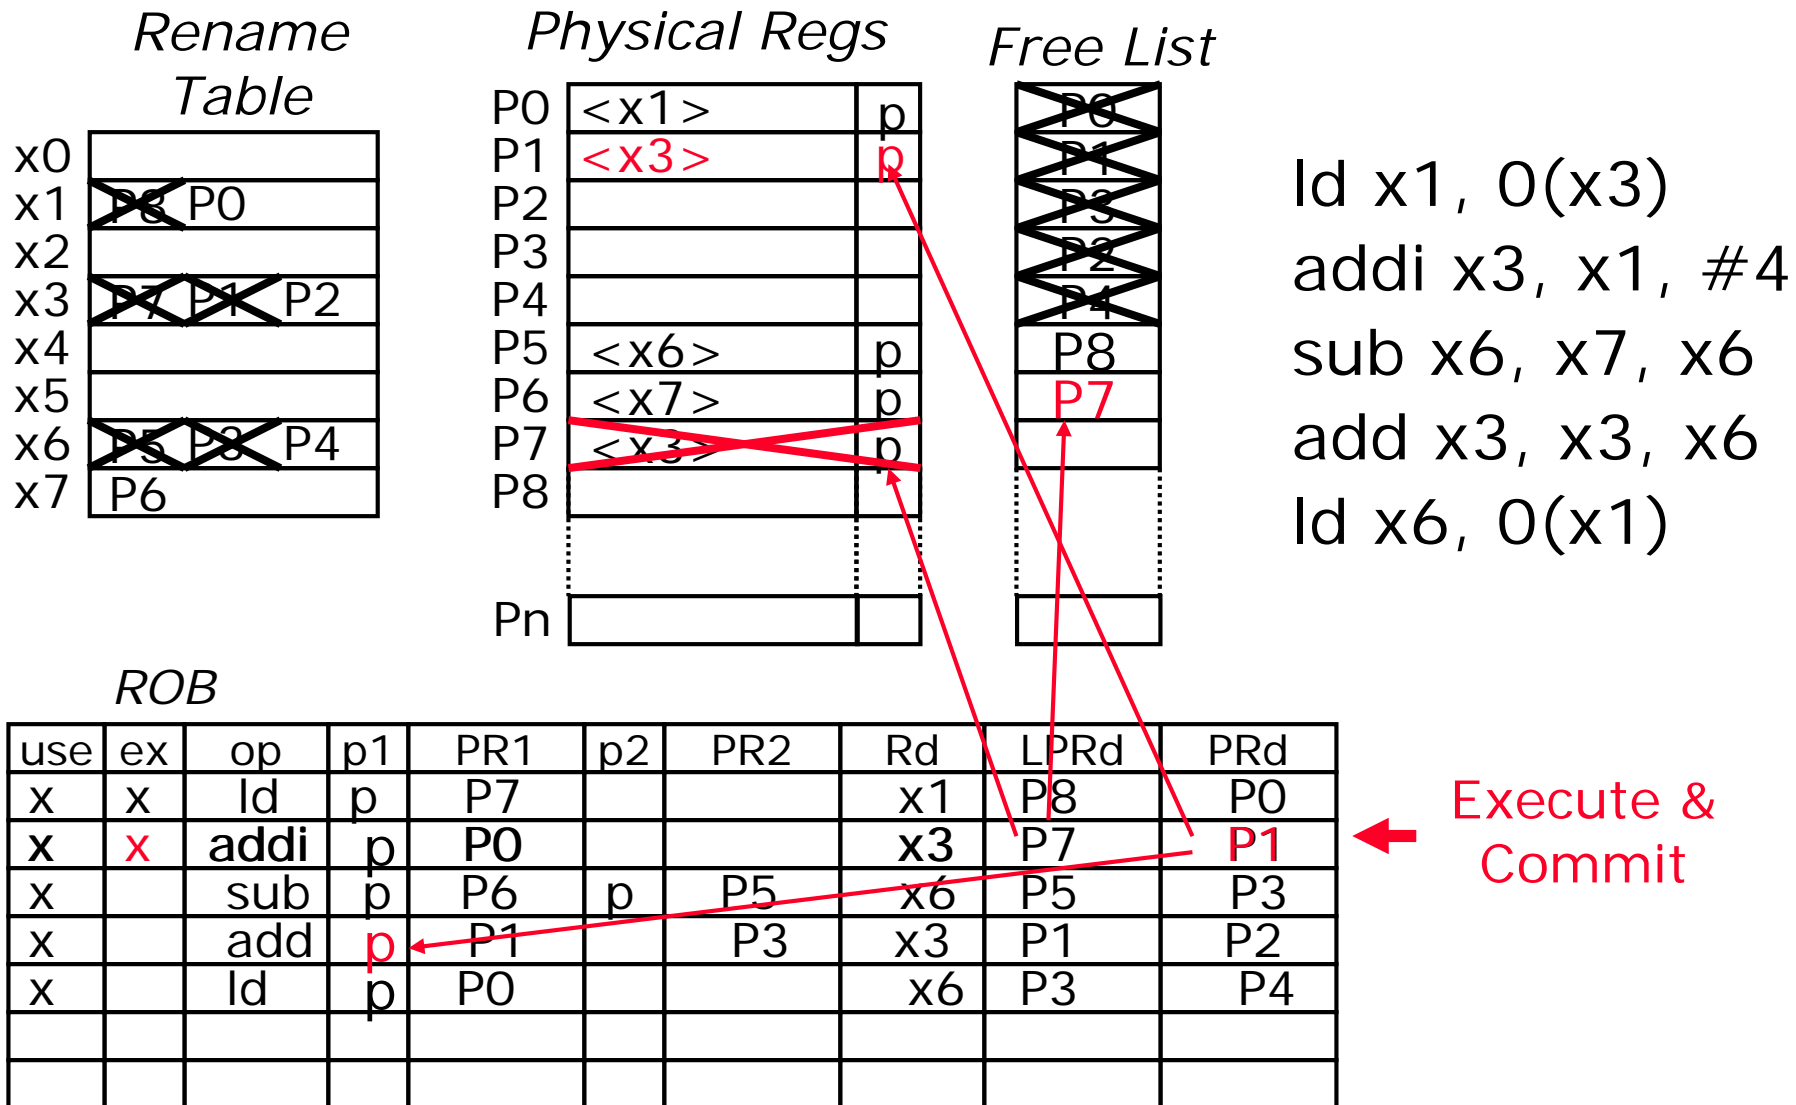 Rename Table
x0
x1 P8 P0
x2
x3 P7 P1 P2
x4
x5
x6 P5 P3 P4
x7 P6
Physical Regs
P0 <x1> p
P1 <x3> p
P2
P3
P4
P5 <x6> p
P6 <x7> p
P7 <x3> p
P8
Pn
Free List
P0
P1
P3
P2
P4
P8
P7
ld x1, 0(x3)
addi x3, x1, #4
sub x6, x7, x6
add x3, x3, x6
ld x6, 0(x1)
ROB
use ex op p1 PR1 p2 PR2 Rd LPRd PRd
x x ld p P7 x1 P8 P0
x x addi p P0 x3 P7 P1
x sub p P6 p P5 x6 P5 P3
x add p P1 P3 x3 P1 P2
x ld p P0 x6 P3 P4
Execute &
Commit